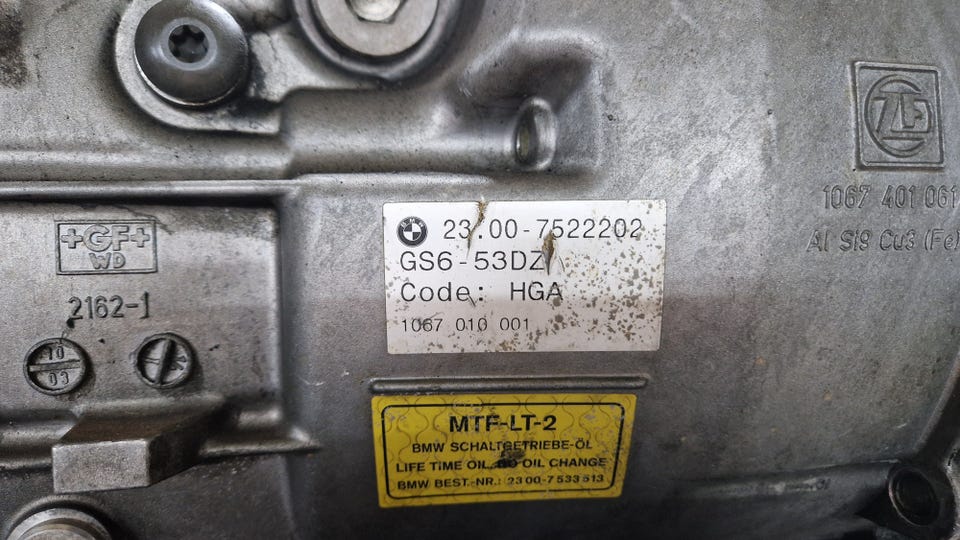 ZF
1067 401 061
Al Si9 Cu3 (Fe)
+GF+
WD
2162-1
10
03
BMW
23.00-7522202
GS6-53DZ
Code: HGA
1067 010 001
MTF-LT-2
BMW SCHALTGETRIEBE-ÖL
LIFE TIME OIL, NO OIL CHANGE
BMW BEST.-NR.: 23 00-7 533 513